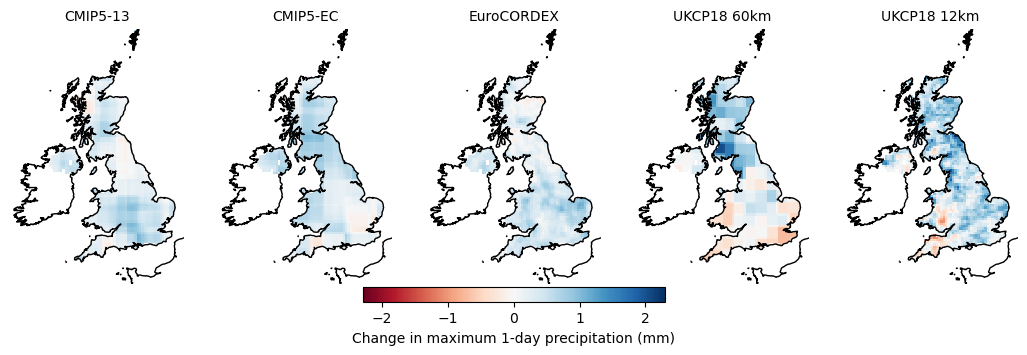 CMIP5-13 CMIP5-EC EuroCORDEX UKCP18 60km UKCP18 12km
−2 −1 0 1 2
Change in maximum 1-day precipitation (mm)